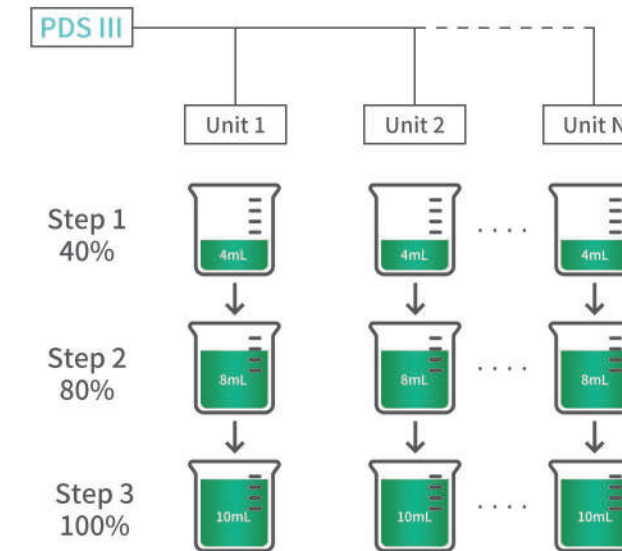 PDS III
Unit 1
Unit 2
Unit N
Step 1
40%
4mL
4mL
4mL
Step 2
80%
8mL
8mL
8mL
Step 3
100%
10mL
10mL
10mL